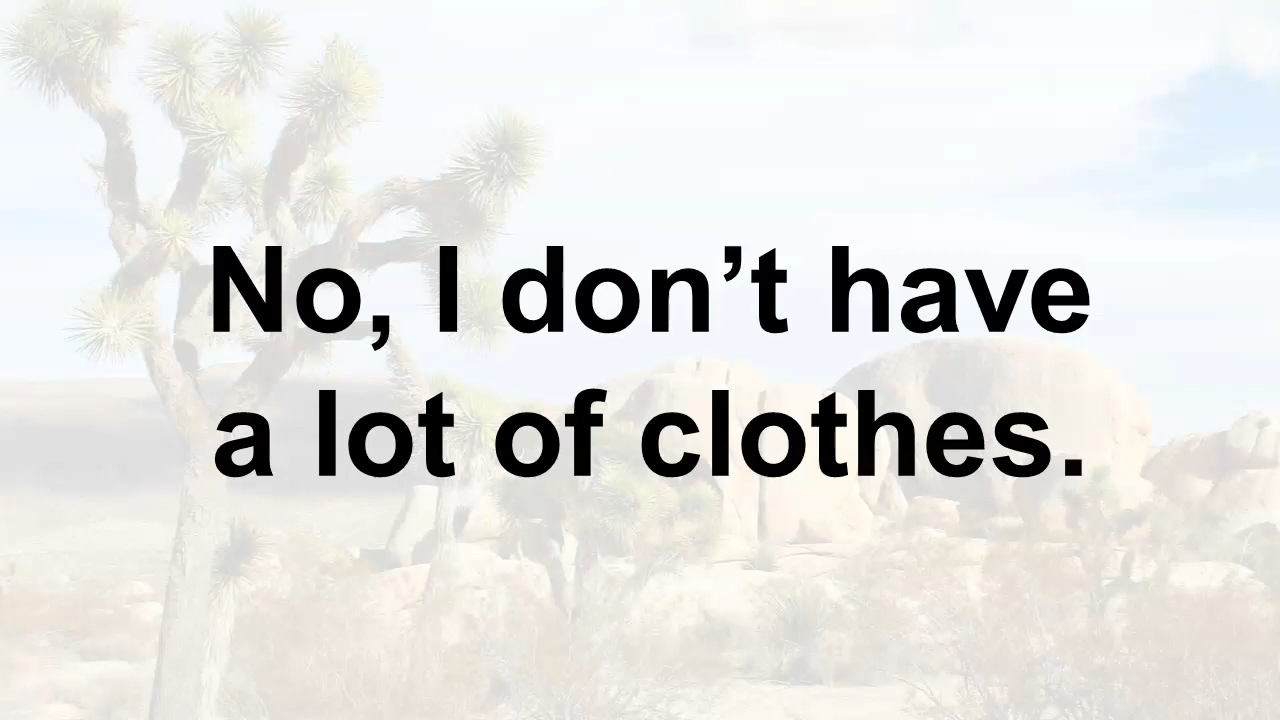 No, I don’t have
a lot of clothes.